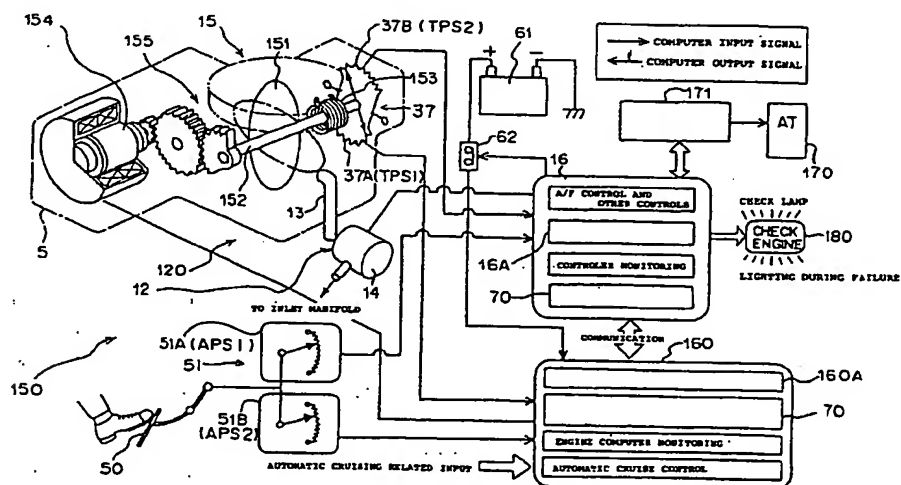 154
15
151
37B (TPS2)
155
153
37
61
+
-
COMPUTER INPUT SIGNAL
COMPUTER OUTPUT SIGNAL
171
AT
170
62
16
37A(TPS1)
152
13
5
120
12
14
TO INLET MANIFOLD
A/F CONTROL AND
OTHER CONTROLS
16A
CONTROLER MONITORING
70
CHECK LAMP
CHECK
ENGINE
180
LIGHTING DURING FAILURE
COMMUNICATION
160
51A (APS1)
51
150
51B
(APS2)
50
160A
70
ENGINE COMPUTER MONITORING
AUTOMATIC CRUISING RELATED INPUT
AUTOMATIC CRUISE CONTROL